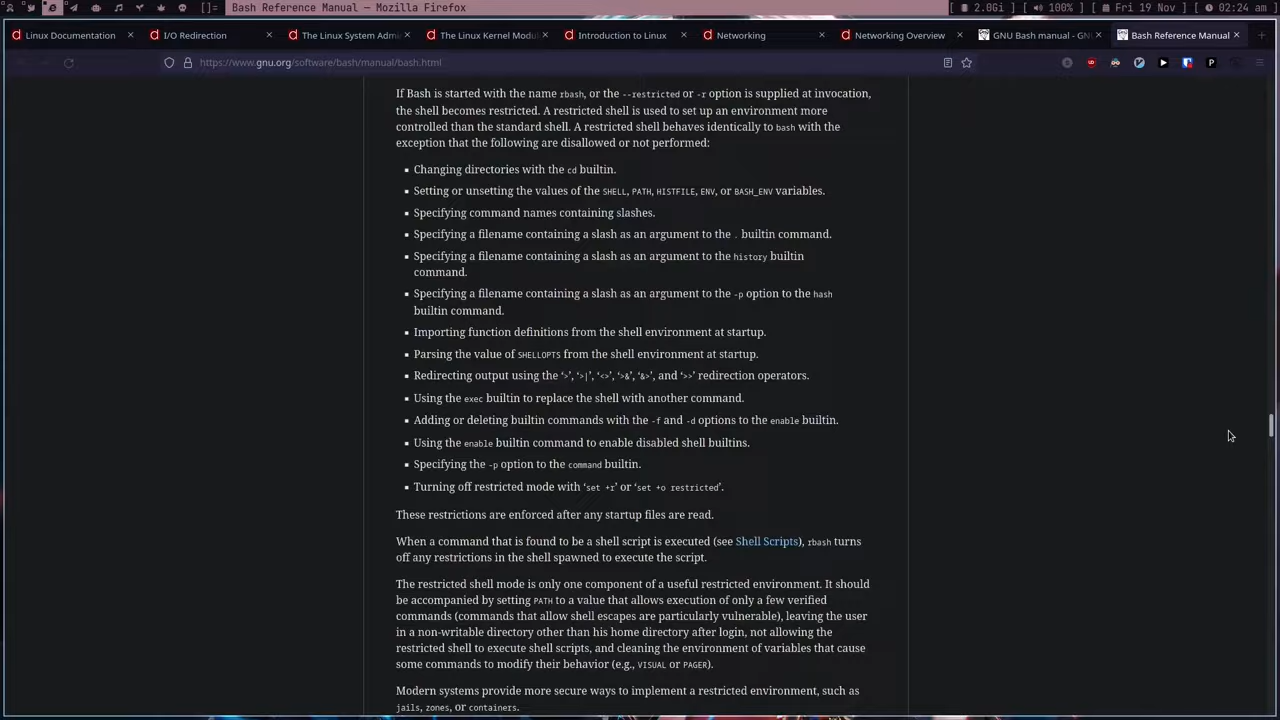 []= Bash Reference Manual — Mozilla Firefox 2.0Gi 100% Fri 19 Nov 02:24 am
Linux Documentation I/O Redirection The Linux System Admi The Linux Kernel Modul Introduction to Linux Networking Networking Overview GNU Bash manual - GN Bash Reference Manual
https://www.gnu.org/software/bash/manual/bash.html
If Bash is started with the name rbash, or the --restricted or -r option is supplied at invocation,
the shell becomes restricted. A restricted shell is used to set up an environment more
controlled than the standard shell. A restricted shell behaves identically to bash with the
exception that the following are disallowed or not performed:
▪ Changing directories with the cd builtin.
▪ Setting or unsetting the values of the SHELL, PATH, HISTFILE, ENV, or BASH_ENV variables.
▪ Specifying command names containing slashes.
▪ Specifying a filename containing a slash as an argument to the . builtin command.
▪ Specifying a filename containing a slash as an argument to the history builtin
command.
▪ Specifying a filename containing a slash as an argument to the -p option to the hash
builtin command.
▪ Importing function definitions from the shell environment at startup.
▪ Parsing the value of SHELLOPTS from the shell environment at startup.
▪ Redirecting output using the ‘>’, ‘>|’, ‘<>’, ‘>&’, ‘&>’, and ‘>>’ redirection operators.
▪ Using the exec builtin to replace the shell with another command.
▪ Adding or deleting builtin commands with the -f and -d options to the enable builtin.
▪ Using the enable builtin command to enable disabled shell builtins.
▪ Specifying the -p option to the command builtin.
▪ Turning off restricted mode with ‘set +r’ or ‘set +o restricted’.
These restrictions are enforced after any startup files are read.
When a command that is found to be a shell script is executed (see Shell Scripts), rbash turns
off any restrictions in the shell spawned to execute the script.
The restricted shell mode is only one component of a useful restricted environment. It should
be accompanied by setting PATH to a value that allows execution of only a few verified
commands (commands that allow shell escapes are particularly vulnerable), leaving the user
in a non-writable directory other than his home directory after login, not allowing the
restricted shell to execute shell scripts, and cleaning the environment of variables that cause
some commands to modify their behavior (e.g., VISUAL or PAGER).
Modern systems provide more secure ways to implement a restricted environment, such as
jails, zones, or containers.